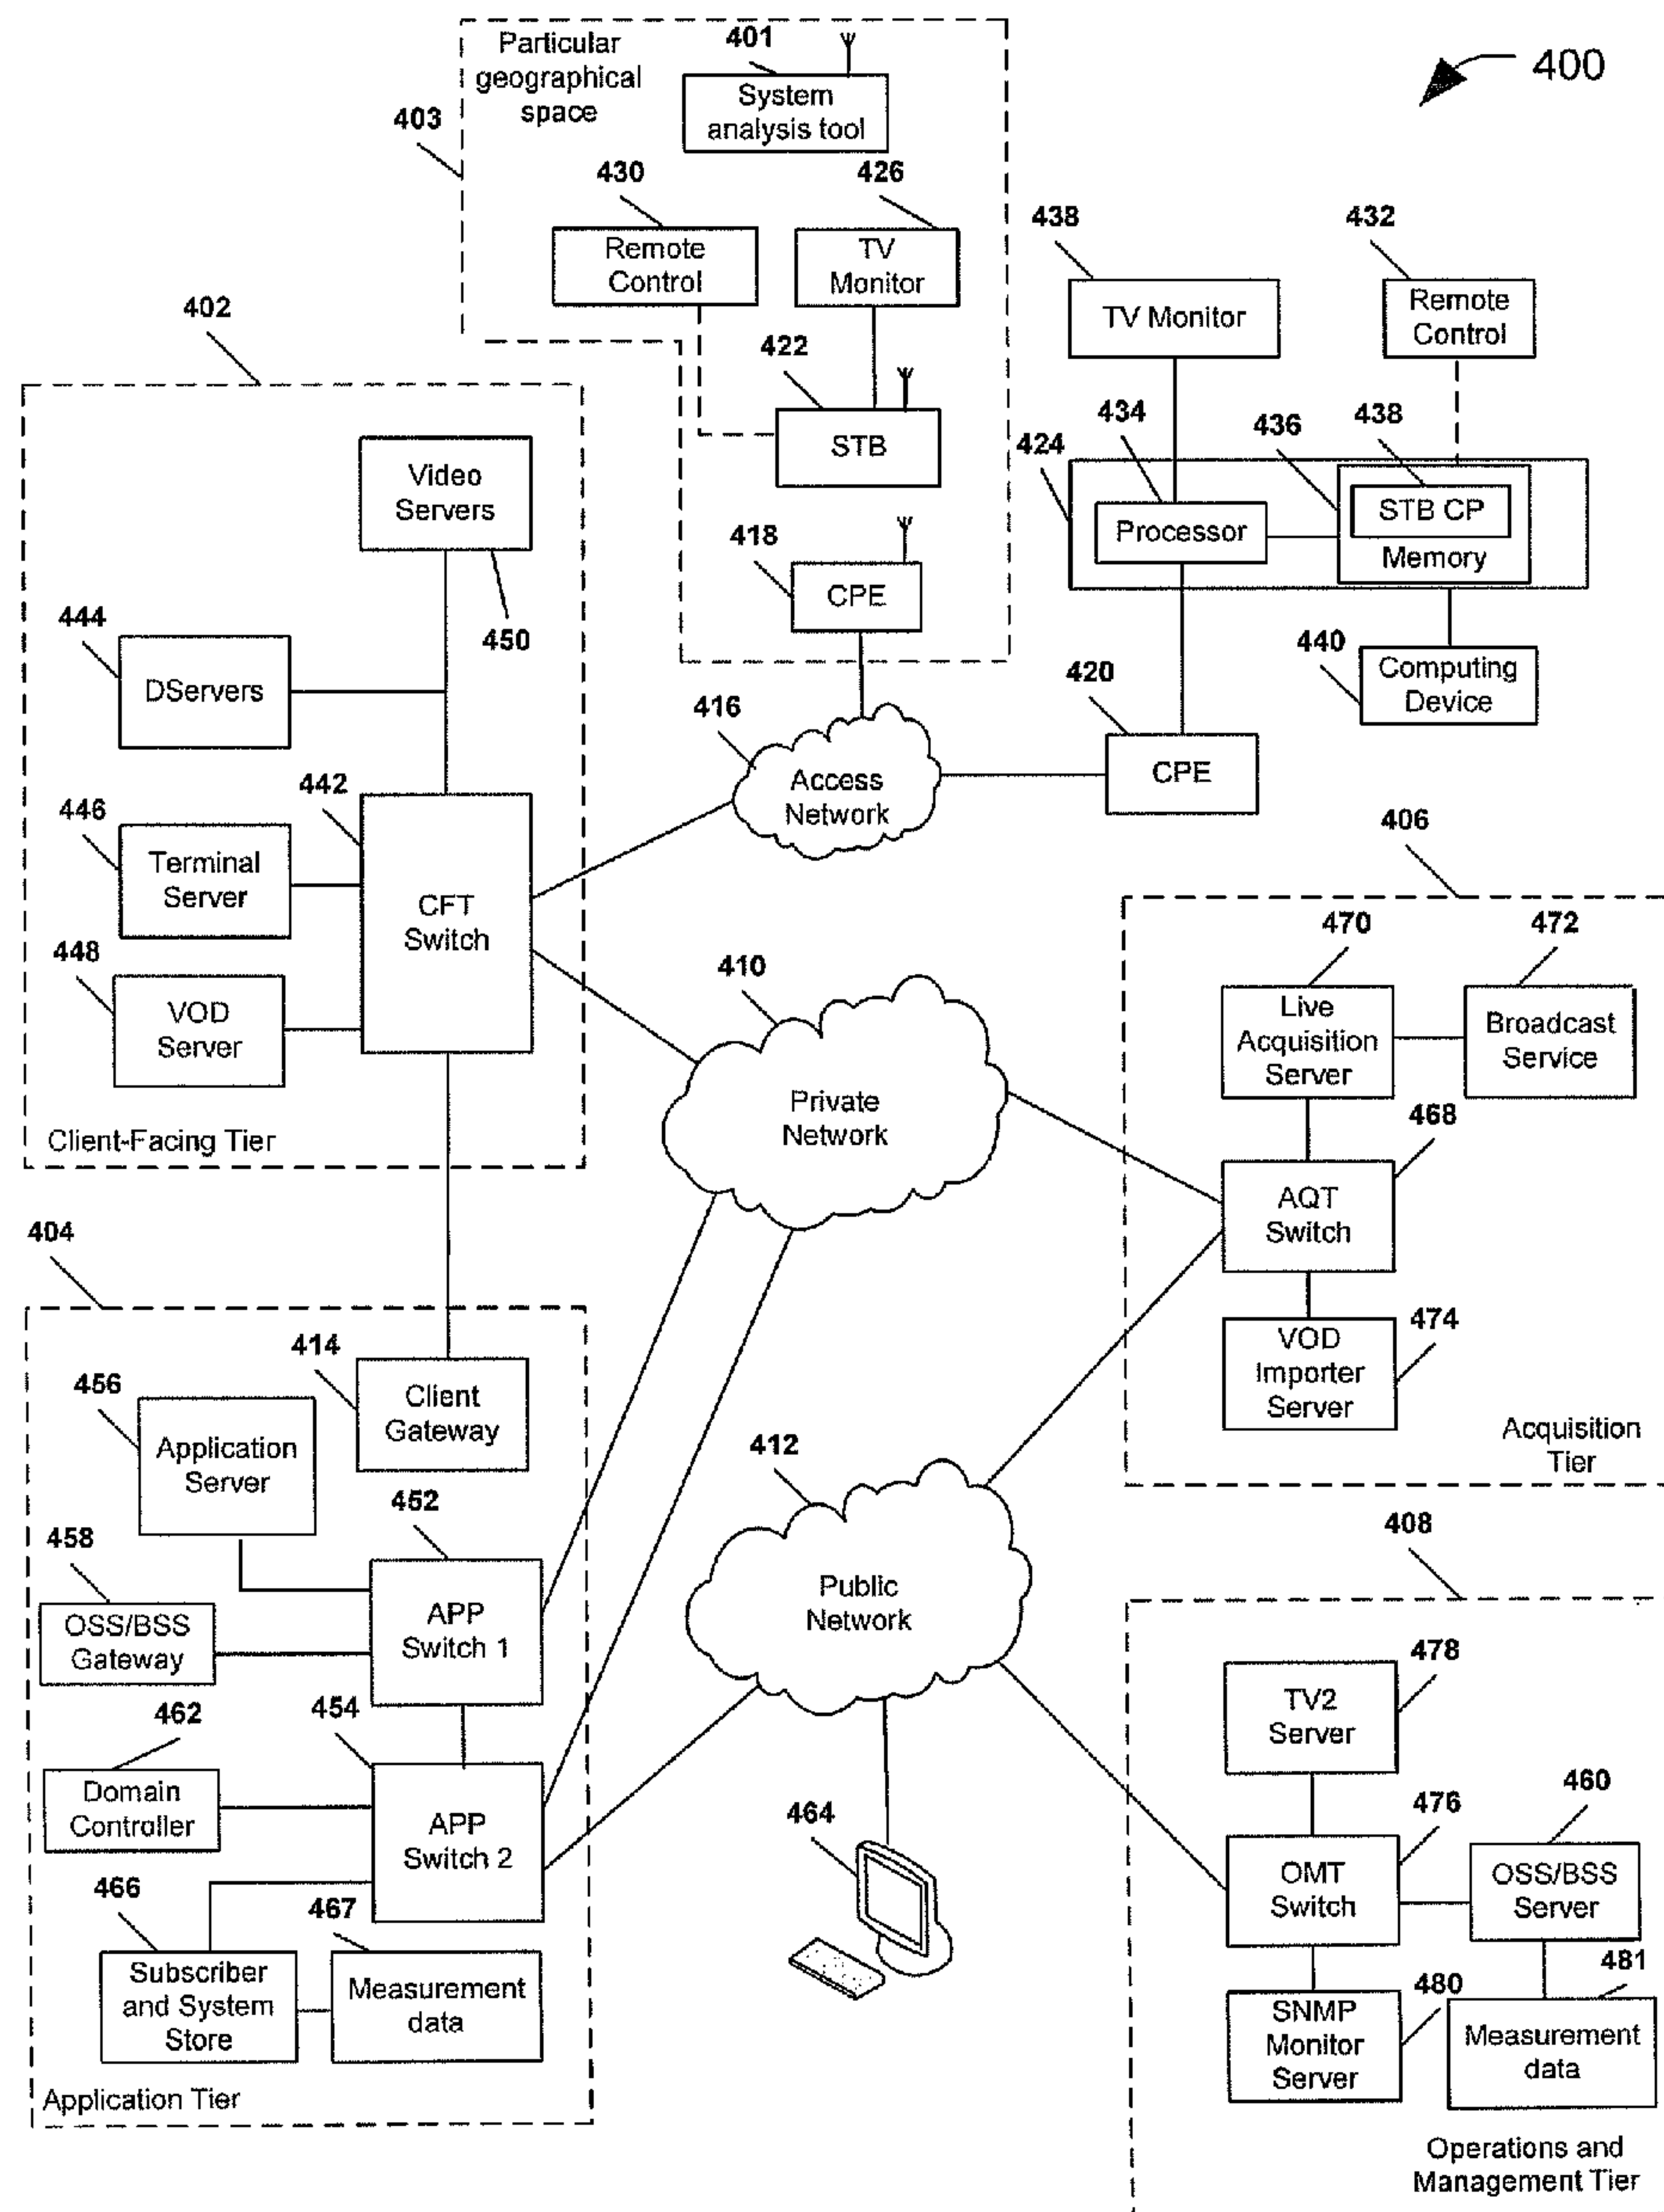 400
Particular
geographical
space
401
System
analysis tool
403
430
Remote
Control
426
TV
Monitor
438
TV Monitor
432
Remote
Control
402
422
STB
434
436
438
424
Processor
STB CP
Memory
Video
Servers
450
418
CPE
444
DServers
440
Computing
Device
420
CPE
416
Access
Network
442
446
Terminal
Server
CFT
Switch
448
VOD
Server
Client-Facing Tier
406
470
472
Live
Acquisition
Server
Broadcast
Service
410
Private
Network
468
AQT
Switch
474
VOD
Importer
Server
Acquisition
Tier
404
414
Client
Gateway
456
Application
Server
412
Public
Network
452
458
APP
Switch 1
OSS/BSS
Gateway
408
478
TV2
Server
462
454
Domain
Controller
APP
Switch 2
464
476
460
OMT
Switch
OSS/BSS
Server
466
467
Subscriber
and System
Store
Measurement
data
Application Tier
480
481
SNMP
Monitor
Server
Measurement
data
Operations and
Management Tier